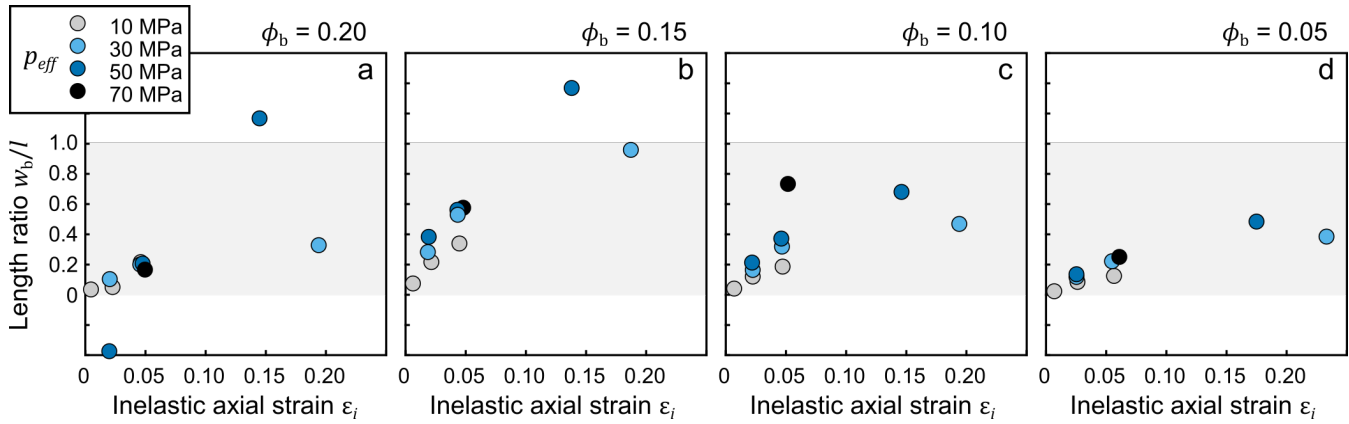 p_eff
10 MPa
30 MPa
50 MPa
70 MPa
ϕ_b = 0.20
ϕ_b = 0.15
ϕ_b = 0.10
ϕ_b = 0.05
a
b
c
d
Length ratio w_b/l
1.0
0.8
0.6
0.4
0.2
0
0 0.05 0.10 0.15 0.20
0 0.05 0.10 0.15 0.20
0 0.05 0.10 0.15 0.20
0 0.05 0.10 0.15 0.20
Inelastic axial strain ε_i
Inelastic axial strain ε_i
Inelastic axial strain ε_i
Inelastic axial strain ε_i